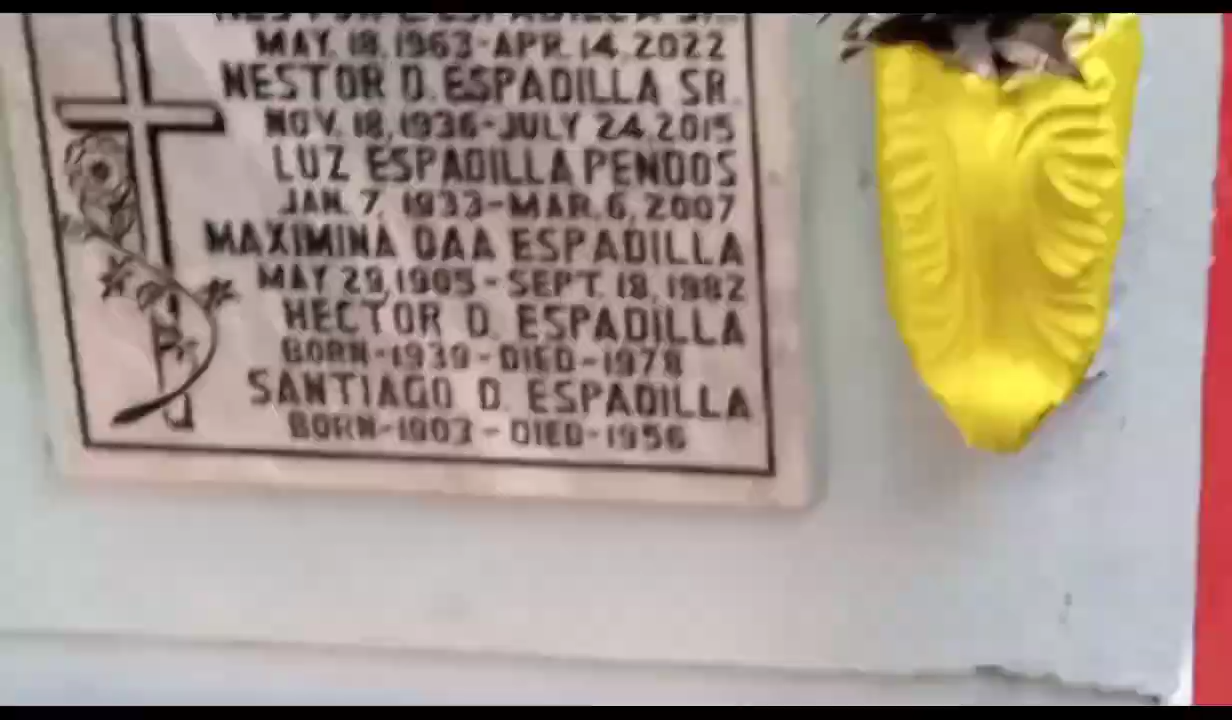 MAY. 18, 1963-APR. 14, 2022
NESTOR D. ESPADILLA SR.
NOV. 18, 1936-JULY 24, 2015
LUZ ESPADILLA PENDOS
JAN. 7, 1933-MAR. 6, 2007
MAXIMINA DAA ESPADILLA
MAY 29, 1905-SEPT. 18, 1982
HECTOR D. ESPADILLA
BORN-1939-DIED-1978
SANTIAGO D. ESPADILLA
BORN-1903-DIED-1956